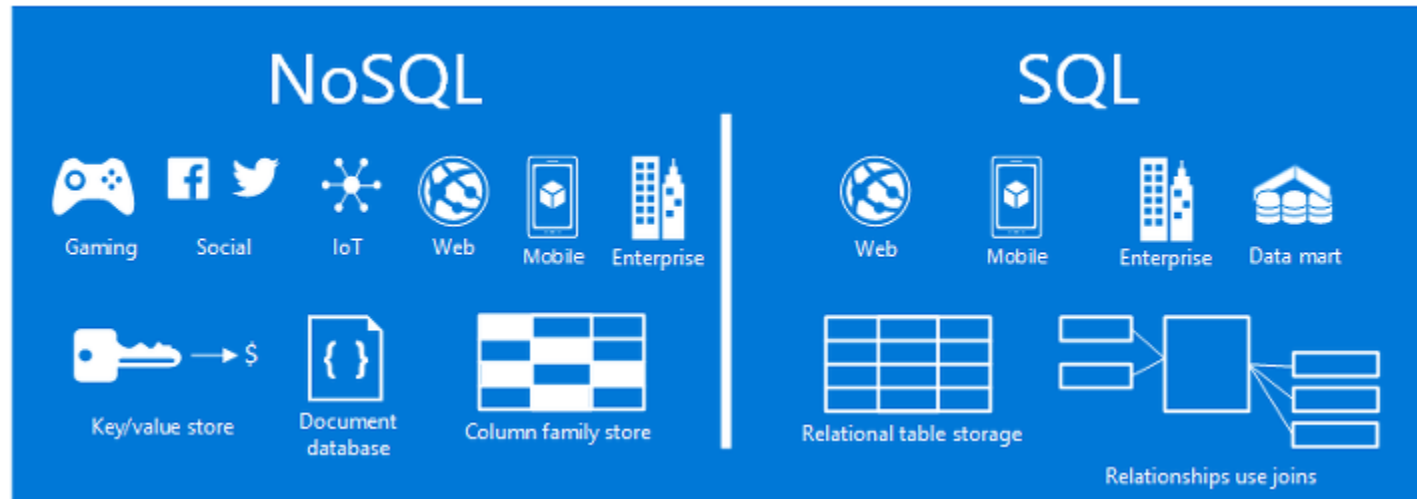 NoSQL
Gaming
Social
IoT
Web
Mobile
Enterprise
$
{ }
Key/value store
Document
database
Column family store
SQL
Web
Mobile
Enterprise
Data mart
Relational table storage
Relationships use joins